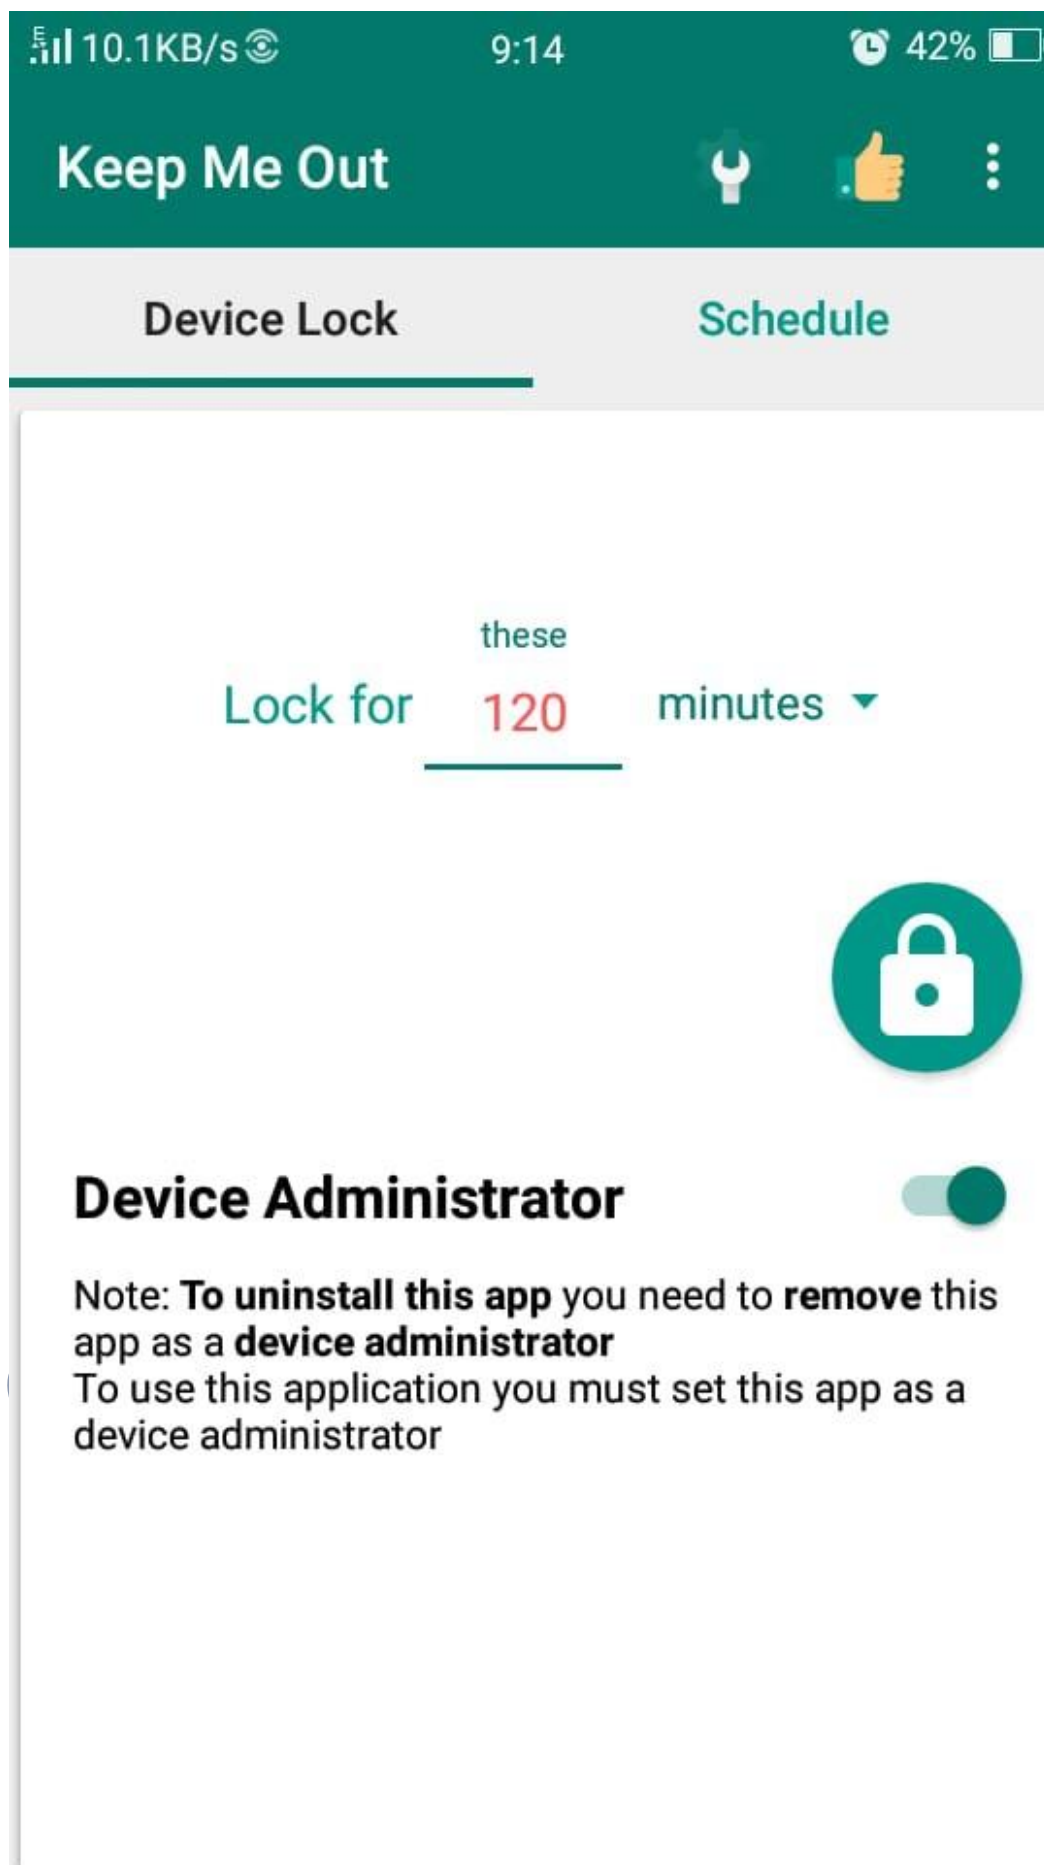 E
10.1KB/s 9:14 42%
Keep Me Out
Device Lock Schedule
these
Lock for 120 minutes
Device Administrator
Note: To uninstall this app you need to remove this
app as a device administrator
To use this application you must set this app as a
device administrator